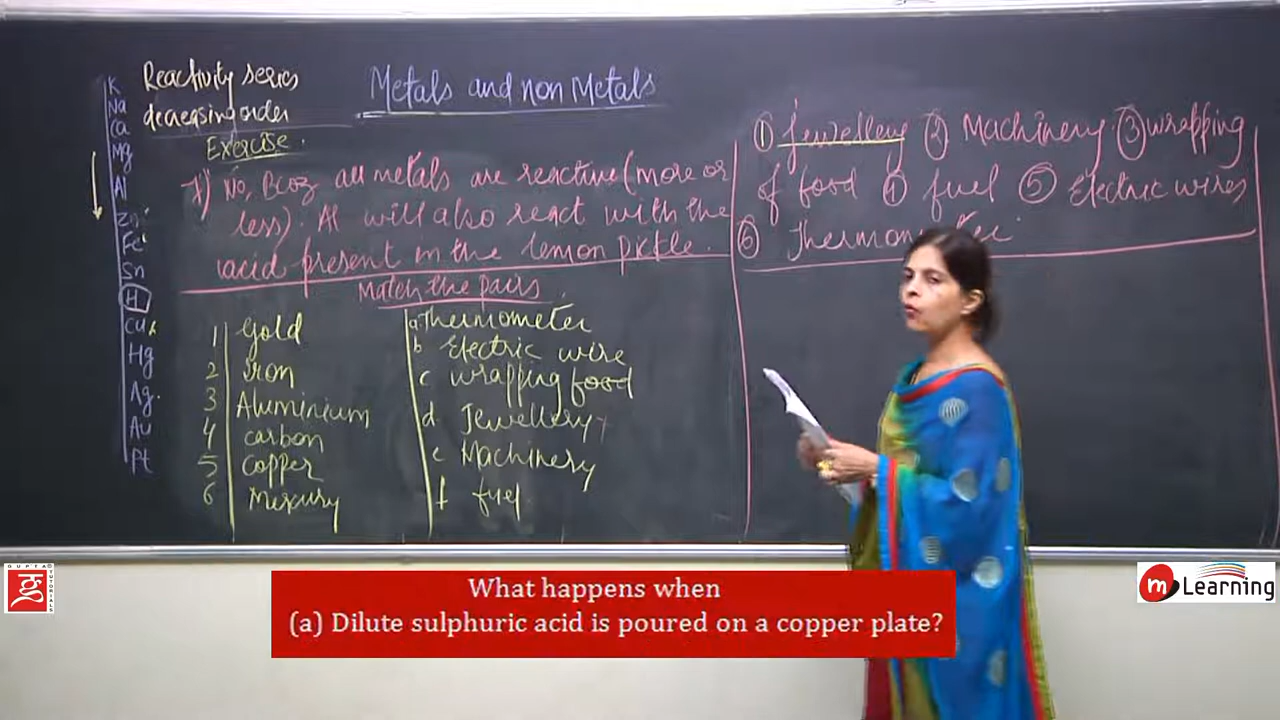 Reactivity series
decreasing order
Metals and non Metals
K
Na
Ca
Mg
Al
Zn
Fe
Sn
H
Cu
Hg
Ag
Au
Pt
Exercise.
No, Bcoz all metals are reactive (more or
less). Al will also react with the
acid present in the lemon pickle.
Match the pairs
1 Gold
2 Iron
3 Aluminium
4 carbon
5 Copper
6 Mercury
a Thermometer
b Electric wire
c wrapping food
d Jewellery
e Machinery
f fuel
① Jewellery ② Machinery ③ wrapping
of food ④ fuel ⑤ Electric wires
⑥ Thermometer
What happens when
(a) Dilute sulphuric acid is poured on a copper plate?
GUPTA
TUTORIALS
m Learning